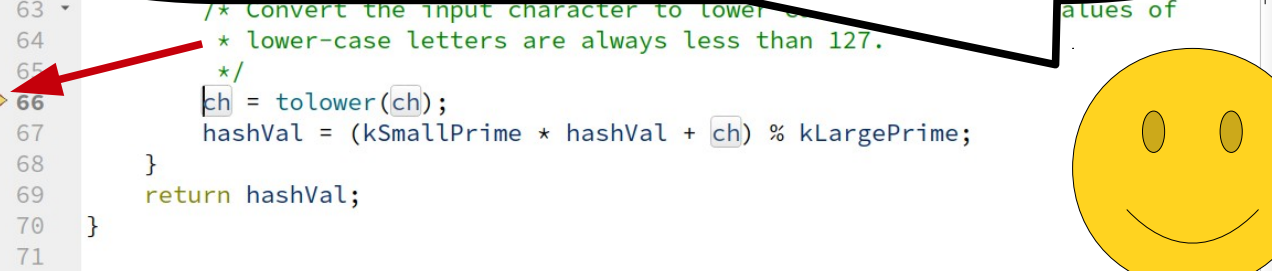 63 /* Convert the input character to lower alues of
64 * lower-case letters are always less than 127.
65 */
66 ch = tolower(ch);
67 hashVal = (kSmallPrime * hashVal + ch) % kLargePrime;
68 }
69 return hashVal;
70 }
71